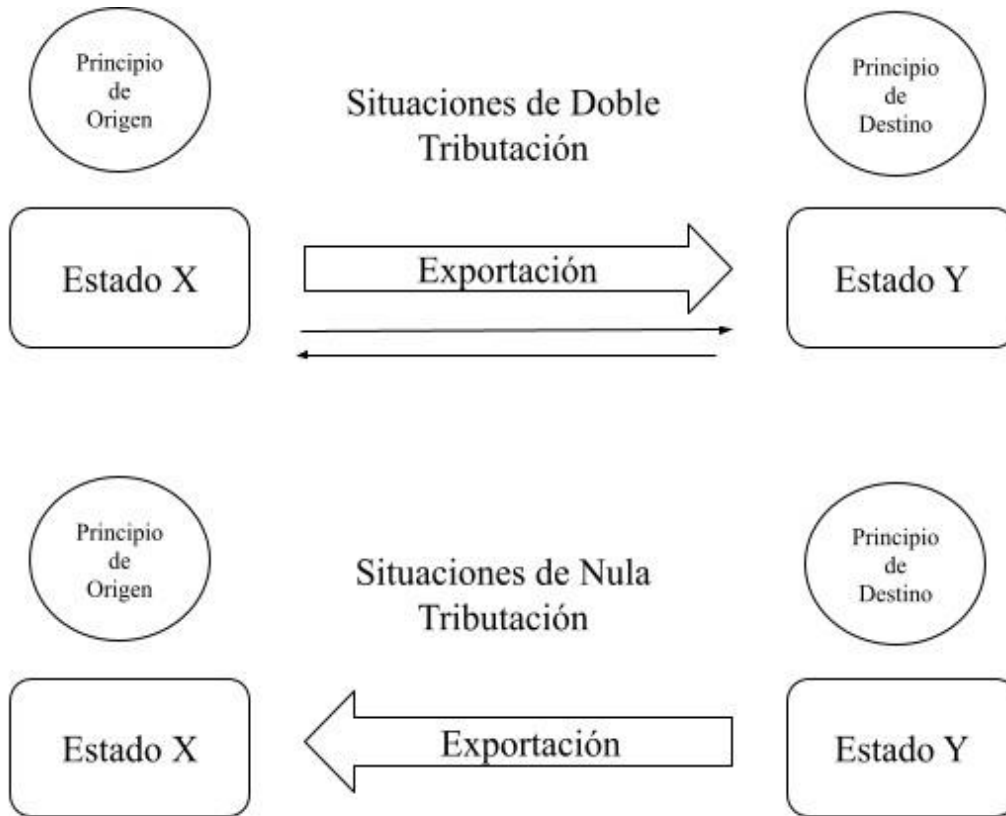 Principio
de
Origen
Situaciones de Doble
Tributación
Principio
de
Destino
Estado X
Exportación
Estado Y
Principio
de
Origen
Situaciones de Nula
Tributación
Principio
de
Destino
Estado X
Exportación
Estado Y